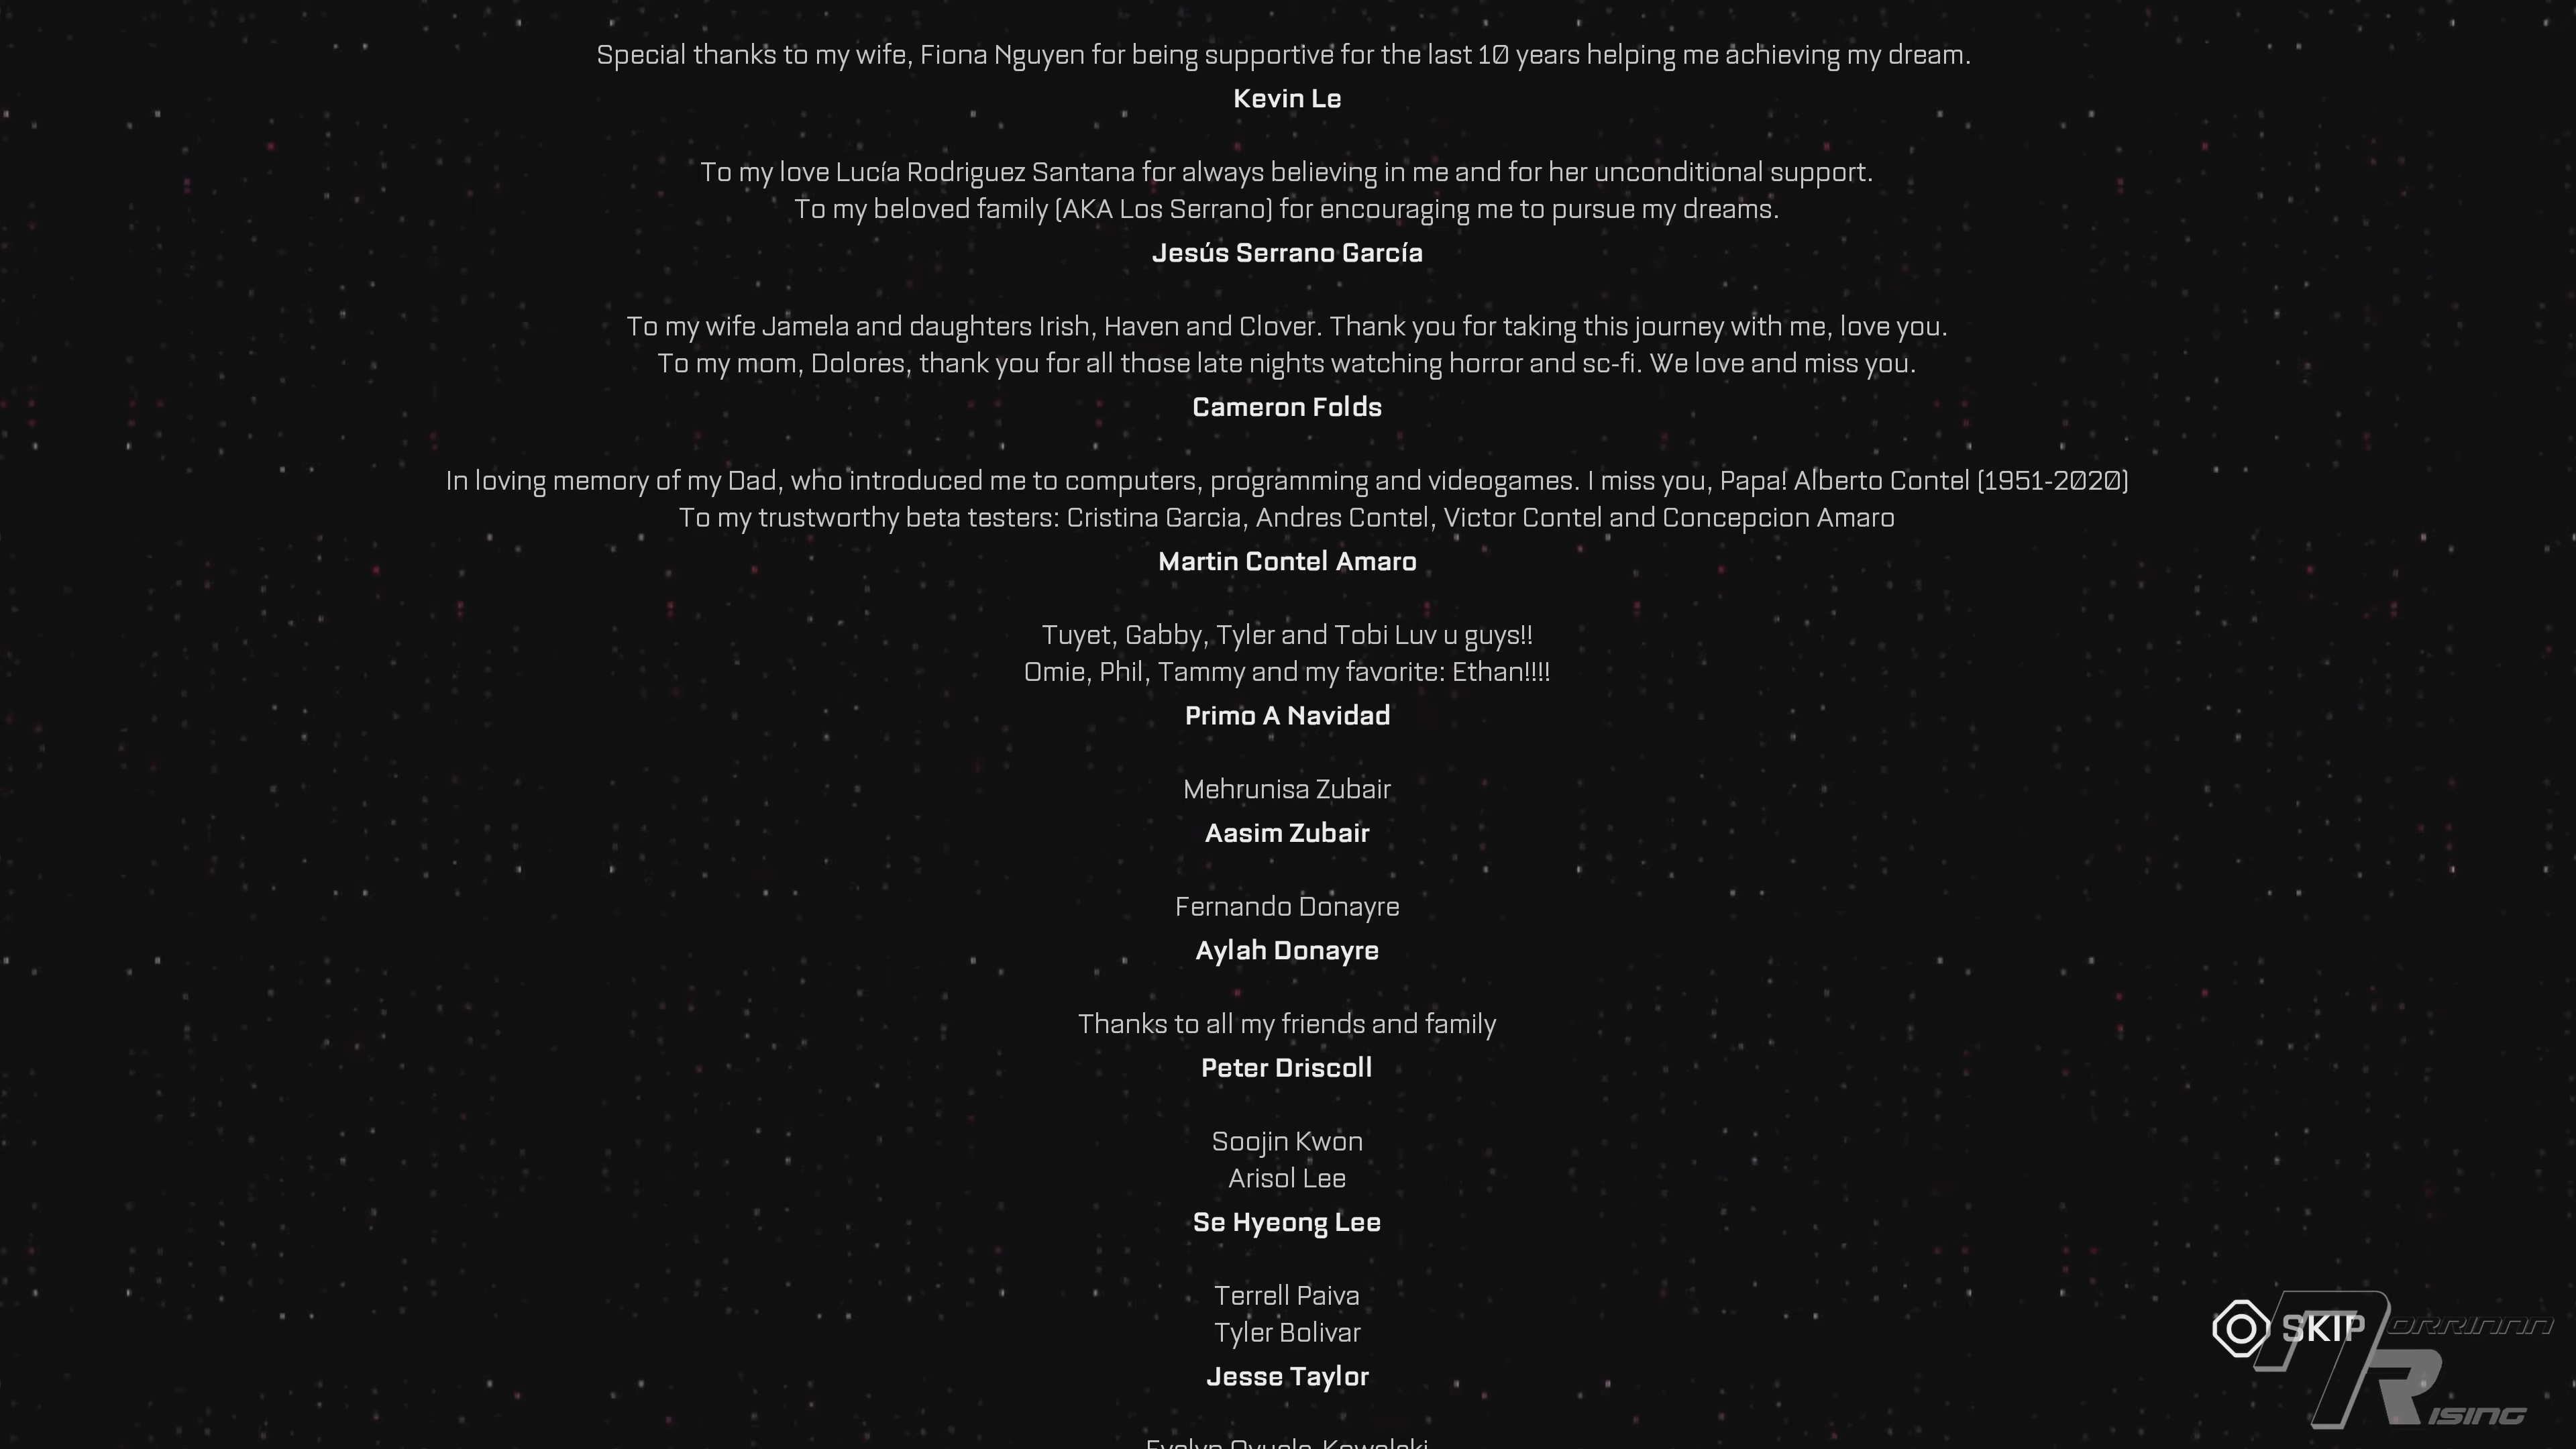 Special thanks to my wife, Fiona Nguyen for being supportive for the last 10 years helping me achieving my dream.
Kevin Le
To my love Lucía Rodriguez Santana for always believing in me and for her unconditional support.
To my beloved family (AKA Los Serrano) for encouraging me to pursue my dreams.
Jesús Serrano García
To my wife Jamela and daughters Irish, Haven and Clover. Thank you for taking this journey with me, love you.
To my mom, Dolores, thank you for all those late nights watching horror and sc-fi. We love and miss you.
Cameron Folds
In loving memory of my Dad, who introduced me to computers, programming and videogames. I miss you, Papa! Alberto Contel (1951-2020)
To my trustworthy beta testers: Cristina Garcia, Andres Contel, Victor Contel and Concepcion Amaro
Martin Contel Amaro
Tuyet, Gabby, Tyler and Tobi Luv u guys!!
Omie, Phil, Tammy and my favorite: Ethan!!!!
Primo A Navidad
Mehrunisa Zubair
Aasim Zubair
Fernando Donayre
Aylah Donayre
Thanks to all my friends and family
Peter Driscoll
Soojin Kwon
Arisol Lee
Se Hyeong Lee
Terrell Paiva
Tyler Bolivar
Jesse Taylor
SKIP
Rising